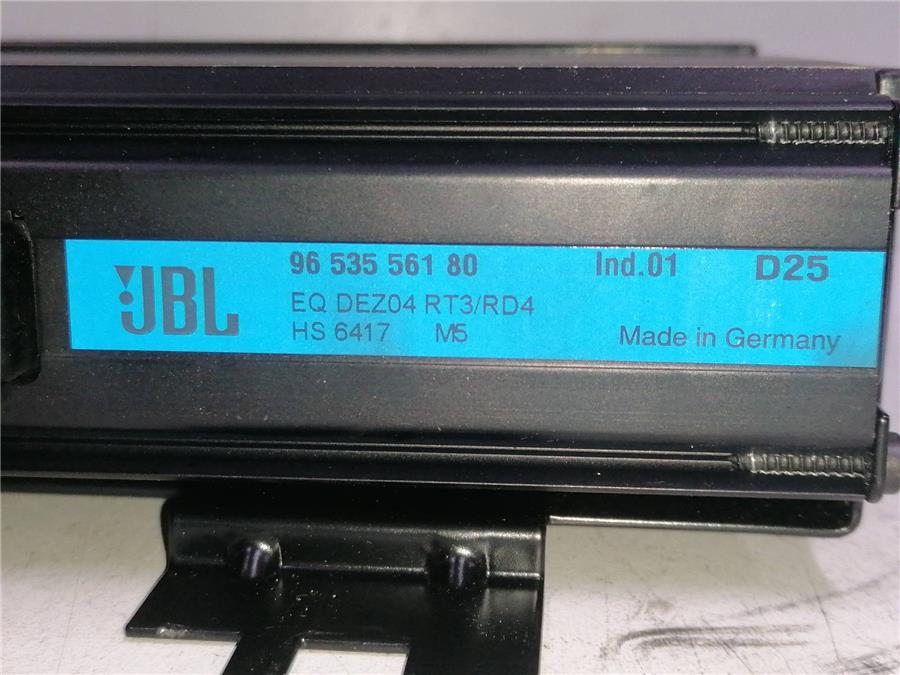 JBL
96 535 561 80 Ind.01 D25
EQ DEZ04 RT3/RD4
HS 6417 M5
Made in Germany